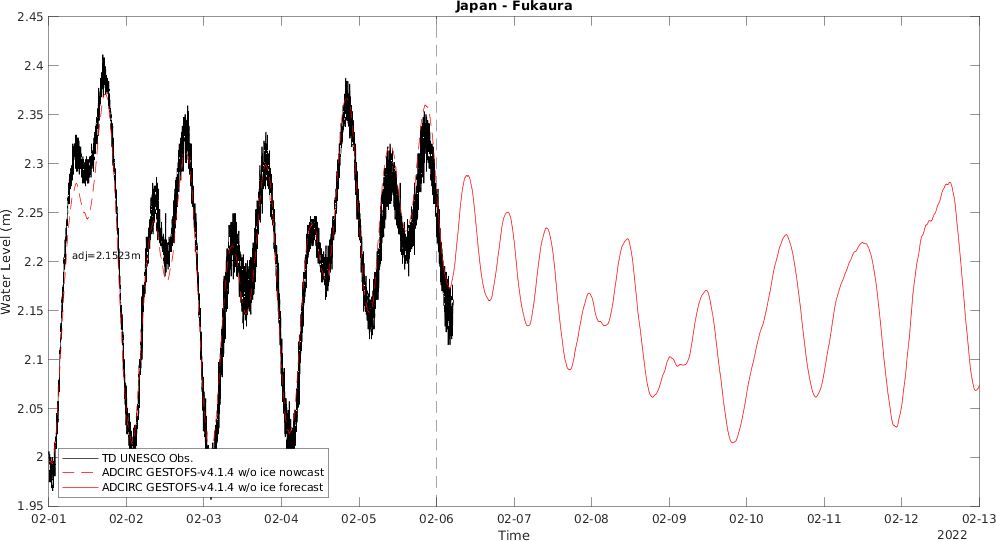 Japan - Fukaura
2.45
2.4
2.35
2.3
2.25
2.2
2.15
2.1
2.05
2
1.95
Water Level (m)
adj=2.1523m
TD UNESCO Obs.
ADCIRC GESTOFS-v4.1.4 w/o ice nowcast
ADCIRC GESTOFS-v4.1.4 w/o ice forecast
02-01 02-02 02-03 02-04 02-05 02-06 02-07 02-08 02-09 02-10 02-11 02-12 02-13
Time
2022